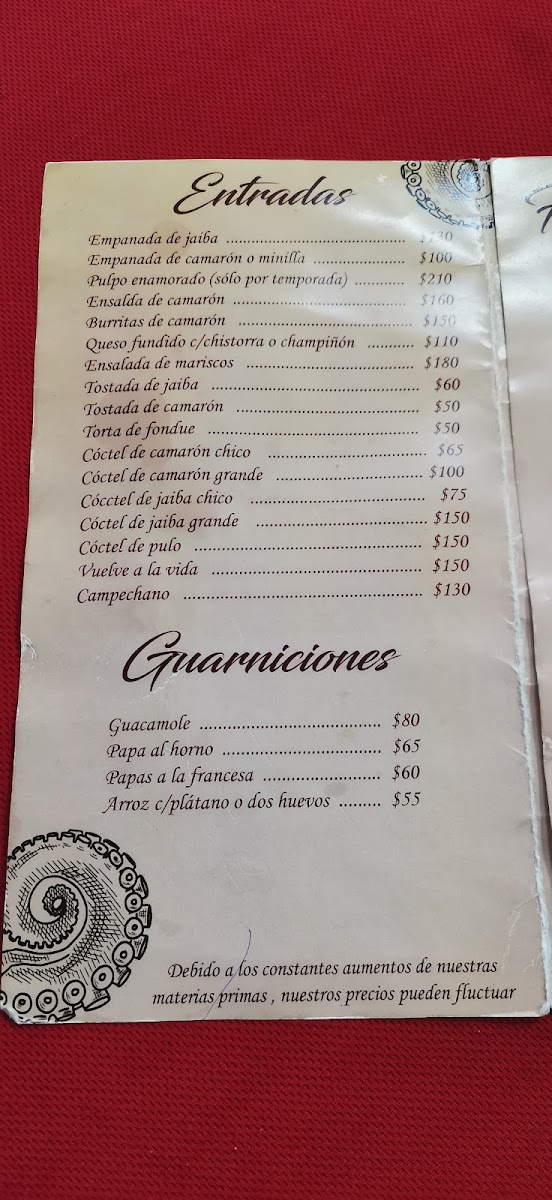 Entradas
Empanada de jaiba ........................................ $130
Empanada de camarón o minilla .................... $100
Pulpo enamorado (sólo por temporada) ........... $210
Ensalda de camarón ........................................ $160
Burritas de camarón ....................................... $150
Queso fundido c/chistorra o champiñón .......... $110
Ensalada de mariscos ..................................... $180
Tostada de jaiba .............................................. $60
Tostada de camarón ........................................ $50
Torta de fondue .............................................. $50
Cóctel de camarón chico .................................. $65
Cóctel de camarón grande ................................ $100
Cócctel de jaiba chico ...................................... $75
Cóctel de jaiba grande ..................................... $150
Cóctel de pulo ................................................. $150
Vuelve a la vida .............................................. $150
Campechano .................................................... $130
Guarniciones
Guacamole ....................................... $80
Papa al horno ................................... $65
Papas a la francesa .......................... $60
Arroz c/plátano o dos huevos ......... $55
Debido a los constantes aumentos de nuestras
materias primas , nuestros precios pueden fluctuar